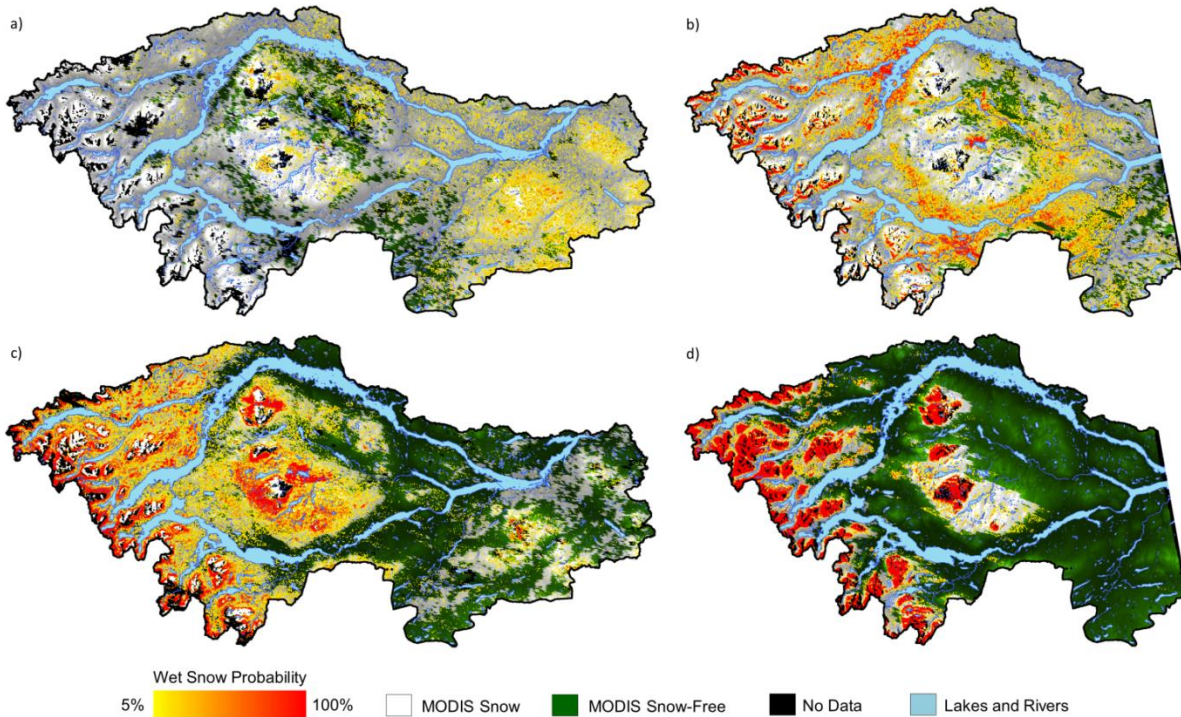 a)
b)
c)
d)
Wet Snow Probability
5% 100% MODIS Snow MODIS Snow-Free No Data Lakes and Rivers